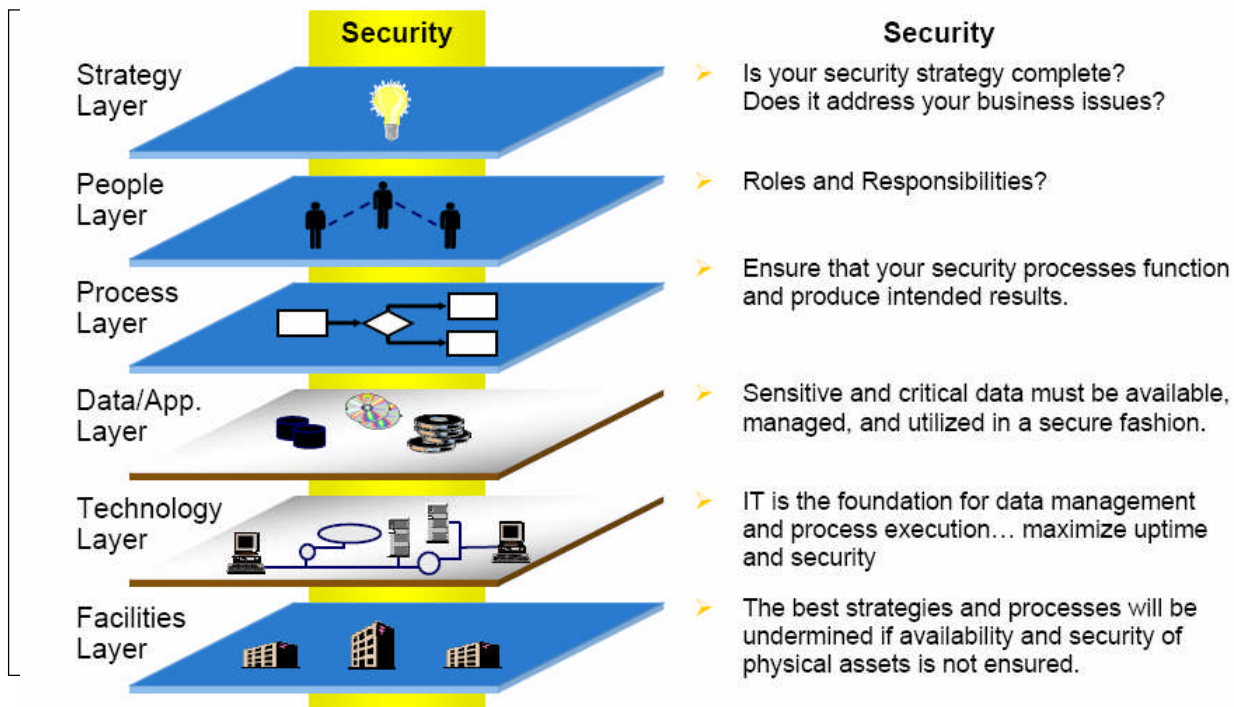 Security
Strategy
Layer
People
Layer
Process
Layer
Data/App.
Layer
Technology
Layer
Facilities
Layer
Security
Is your security strategy complete?
Does it address your business issues?
Roles and Responsibilities?
Ensure that your security processes function
and produce intended results.
Sensitive and critical data must be available,
managed, and utilized in a secure fashion.
IT is the foundation for data management
and process execution… maximize uptime
and security
The best strategies and processes will be
undermined if availability and security of
physical assets is not ensured.